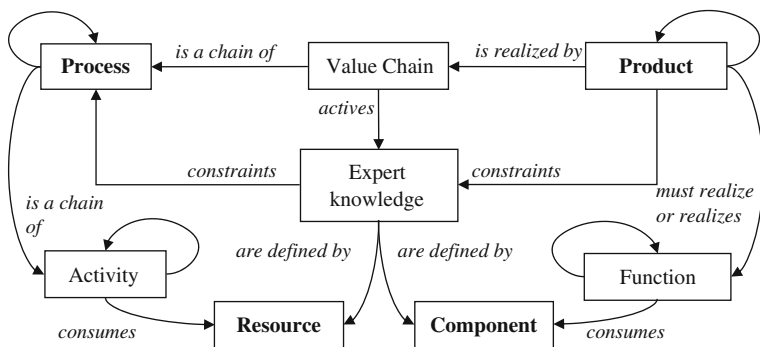 is a chain of
is realized by
Process
Value Chain
Product
actives
constraints
Expert
knowledge
constraints
is a chain
of
must realize
or realizes
are defined by
are defined by
Activity
Function
consumes
Resource
Component
consumes